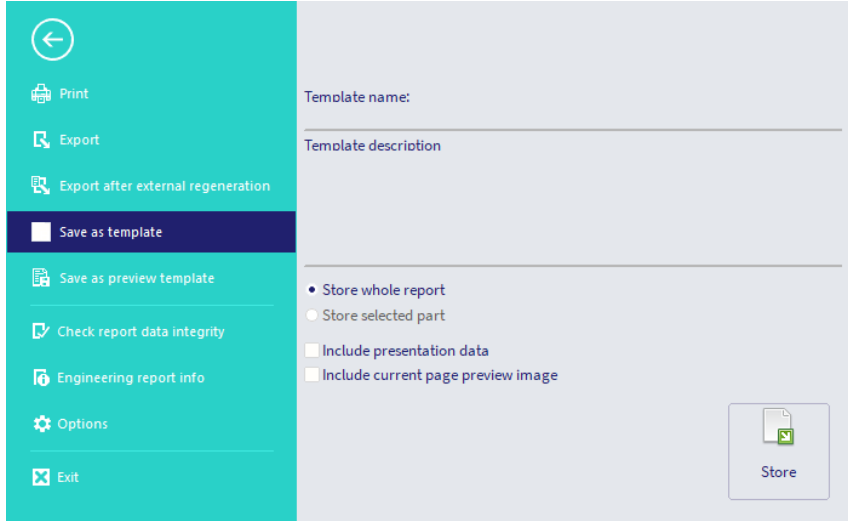 Print
Export
Export after external regeneration
Save as template
Save as preview template
Check report data integrity
Engineering report info
Options
Exit
Template name:
Template description
Store whole report
Store selected part
Include presentation data
Include current page preview image
Store